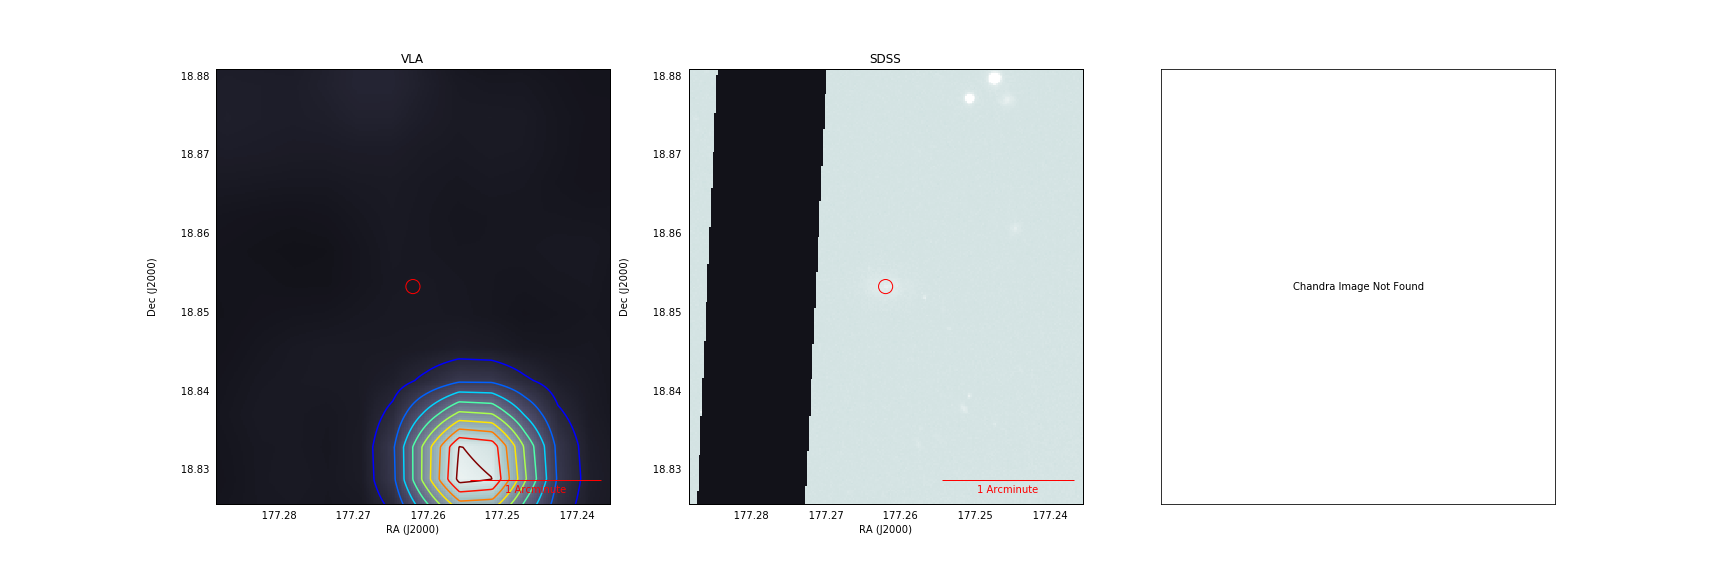 VLA
18.88
18.87
18.86
18.85
18.84
18.83
Dec (J2000)
1 Arcminute
177.28 177.27 177.26 177.25 177.24
RA (J2000)
SDSS
18.88
18.87
18.86
18.85
18.84
18.83
Dec (J2000)
1 Arcminute
177.28 177.27 177.26 177.25 177.24
RA (J2000)
Chandra Image Not Found